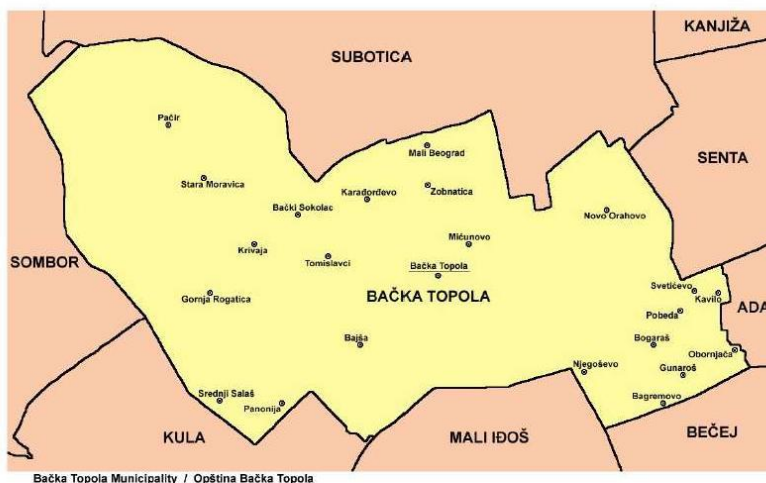 KANJIŽA
SUBOTICA
Pačir
Mali Beograd
SENTA
Stara Moravica
Zobnatica
Karađorđevo
Bački Sokolac
Novo Orahovo
Krivaja
Mićunovo
SOMBOR
Tomislavci
Bačka Topola
Svetićevo
Kavilo
Gornja Rogatica
BAČKA TOPOLA
ADA
Pobeda
Bajša
Bogaraš
Obornjača
Njegoševo
Gunaroš
Srednji Salaš
Panonija
Bagremovo
KULA
MALI IĐOŠ
BEČEJ
Bačka Topola Municipality / Opština Bačka Topola